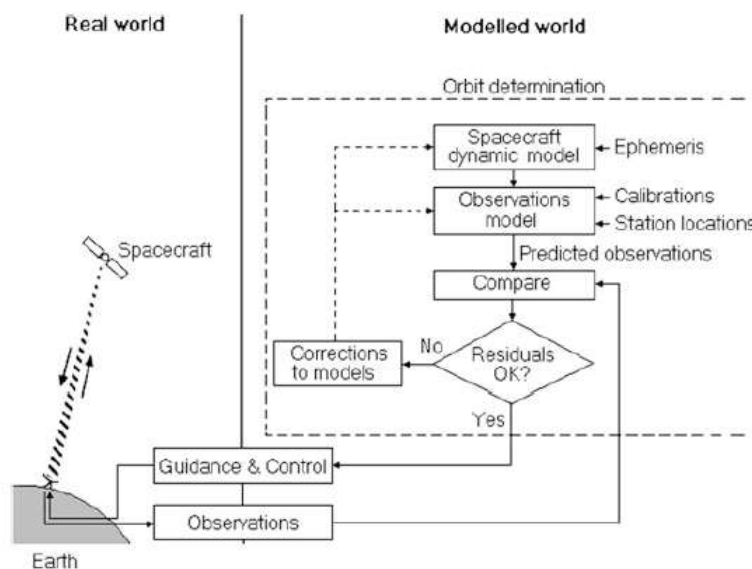 Real world
Modelled world
Orbit determination
Spacecraft
dynamic model
Ephemeris
Observations
model
Calibrations
Station locations
Predicted observations
Compare
Spacecraft
Corrections
to models
No
Residuals
OK?
Yes
Guidance & Control
Observations
Earth